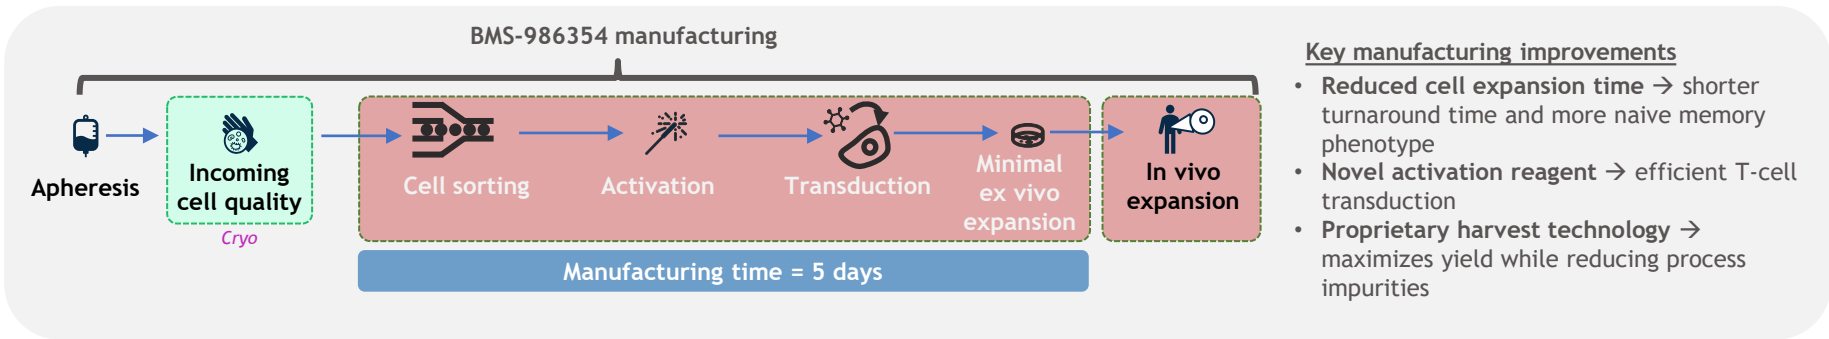 BMS-986354 manufacturing
Apheresis
Incoming
cell quality
Cryo
Cell sorting
Activation
Transduction
Minimal
ex vivo
expansion
In vivo
expansion
Manufacturing time = 5 days
Key manufacturing improvements
• Reduced cell expansion time → shorter
turnaround time and more naive memory
phenotype
• Novel activation reagent → efficient T-cell
transduction
• Proprietary harvest technology →
maximizes yield while reducing process
impurities